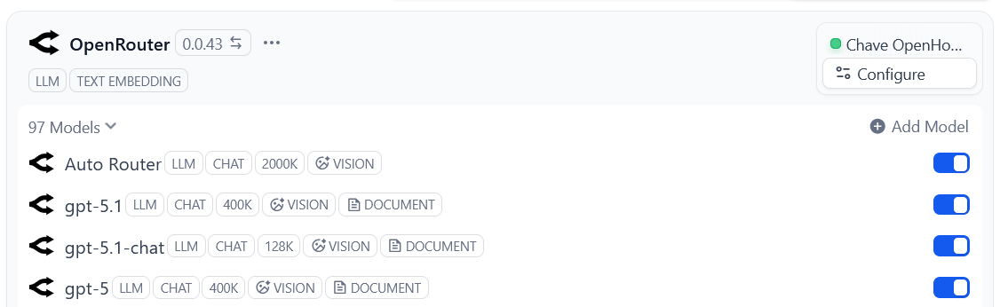 OpenRouter 0.0.43
Chave OpenHo...
LLM TEXT EMBEDDING
Configure
97 Models
Add Model
Auto Router LLM CHAT 2000K VISION
gpt-5.1 LLM CHAT 400K VISION DOCUMENT
gpt-5.1-chat LLM CHAT 128K VISION DOCUMENT
gpt-5 LLM CHAT 400K VISION DOCUMENT